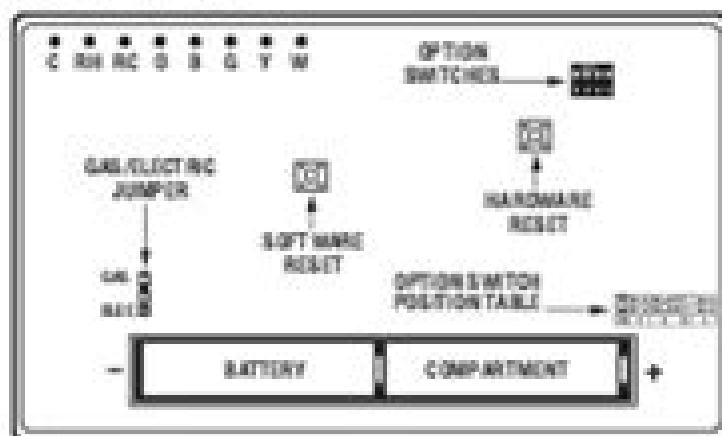 C RH RC O B G Y W
OPTION
SWITCHES
GAS/ELECTRIC
JUMPER
HARDWARE
RESET
SOFTWARE
RESET
GAS
ELEC
OPTION SWITCH
POSITION TABLE
- BATTERY COMPARTMENT +